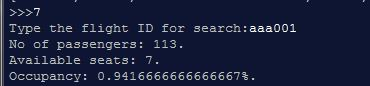 >>>7
Type the flight ID for search:aaa001
No of passengers: 113.
Available seats: 7.
Occupancy: 0.9416666666666667%.